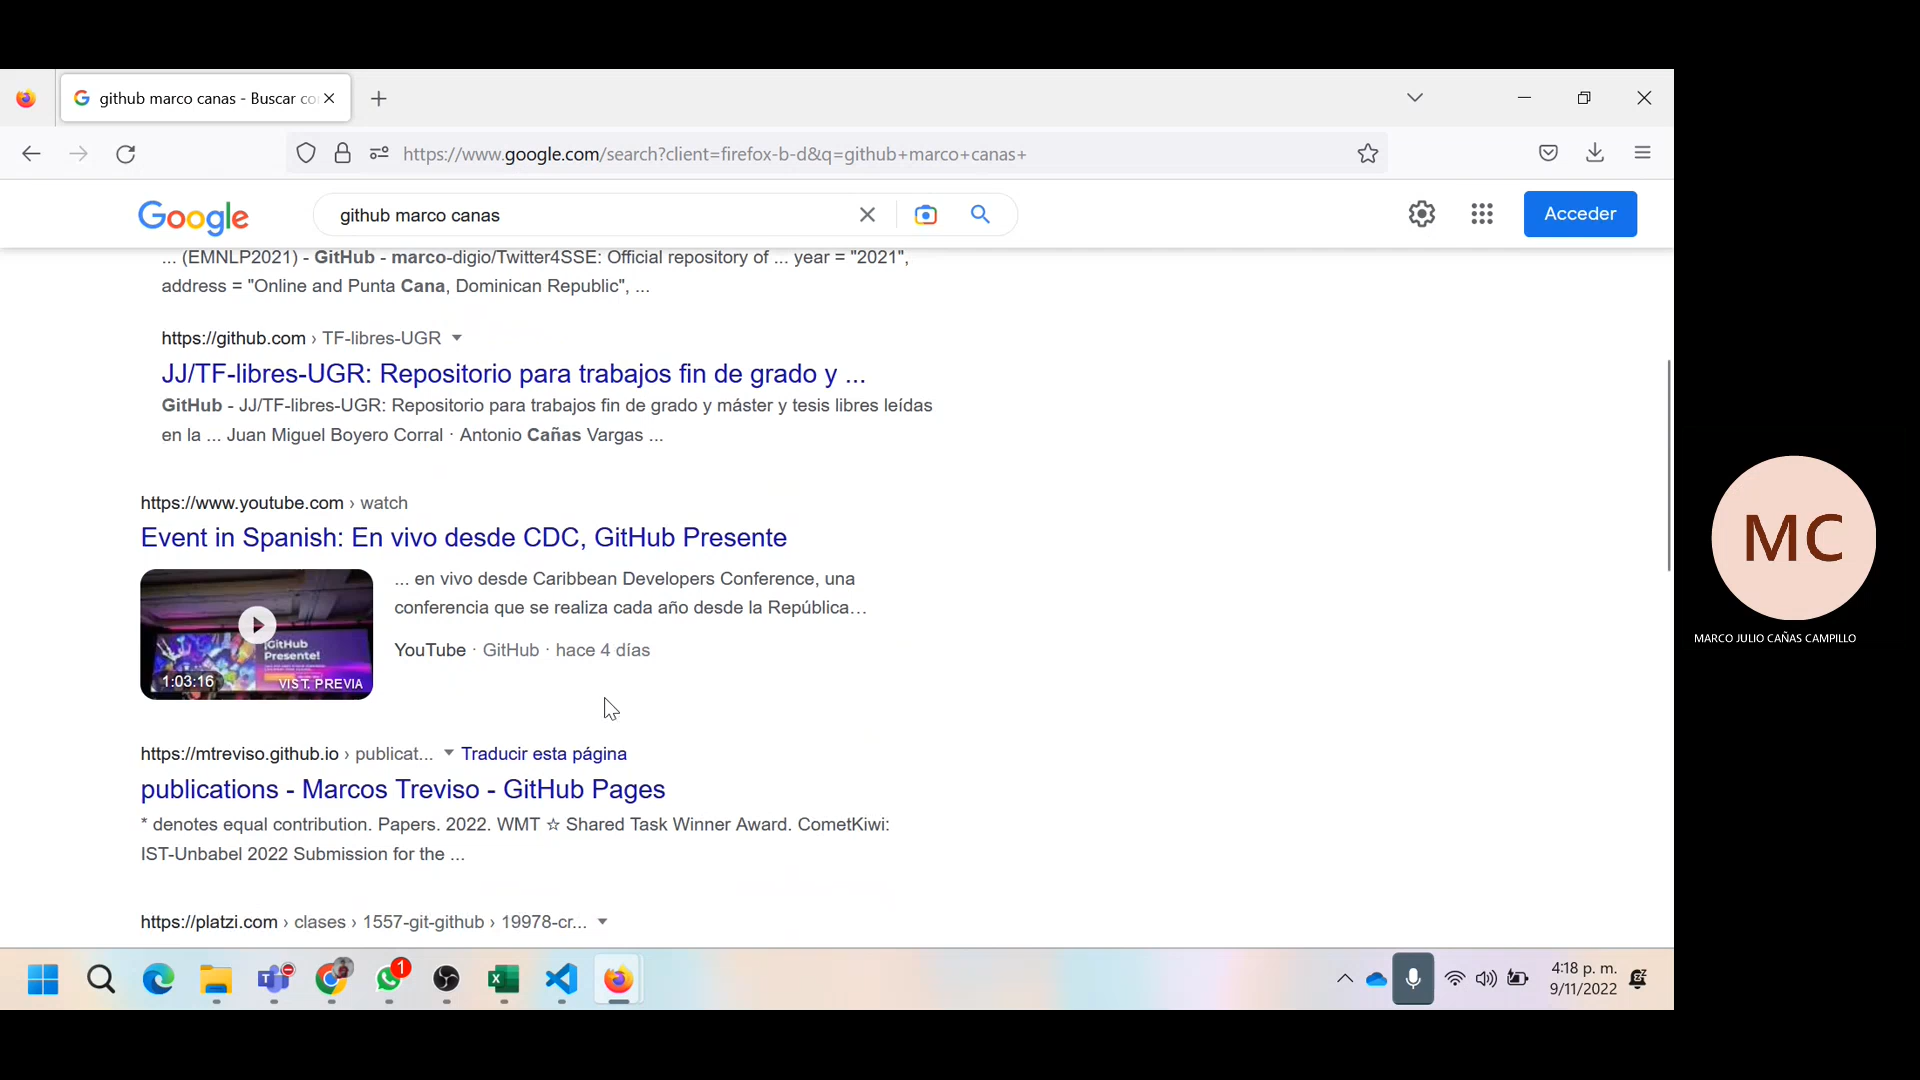 github marco canas - Buscar co
https://www.google.com/search?client=firefox-b-d&q=github+marco+canas+
Google
github marco canas
Acceder
... (EMNLP2021) - GitHub - marco-digio/Twitter4SSE: Official repository of ... year = "2021",
address = "Online and Punta Cana, Dominican Republic", ...
https://github.com › TF-libres-UGR
JJ/TF-libres-UGR: Repositorio para trabajos fin de grado y ...
GitHub - JJ/TF-libres-UGR: Repositorio para trabajos fin de grado y máster y tesis libres leídas
en la ... Juan Miguel Boyero Corral · Antonio Cañas Vargas ...
https://www.youtube.com › watch
Event in Spanish: En vivo desde CDC, GitHub Presente
¡GitHub
Presente!
1:03:16
VIST. PREVIA
... en vivo desde Caribbean Developers Conference, una
conferencia que se realiza cada año desde la República…
YouTube · GitHub · hace 4 días
https://mtreviso.github.io › publicat... Traducir esta página
publications - Marcos Treviso - GitHub Pages
* denotes equal contribution. Papers. 2022. WMT ☆ Shared Task Winner Award. CometKiwi:
IST-Unbabel 2022 Submission for the ...
https://platzi.com › clases › 1557-git-github › 19978-cr...
MC
MARCO JULIO CAÑAS CAMPILLO
1
4:18 p. m.
9/11/2022